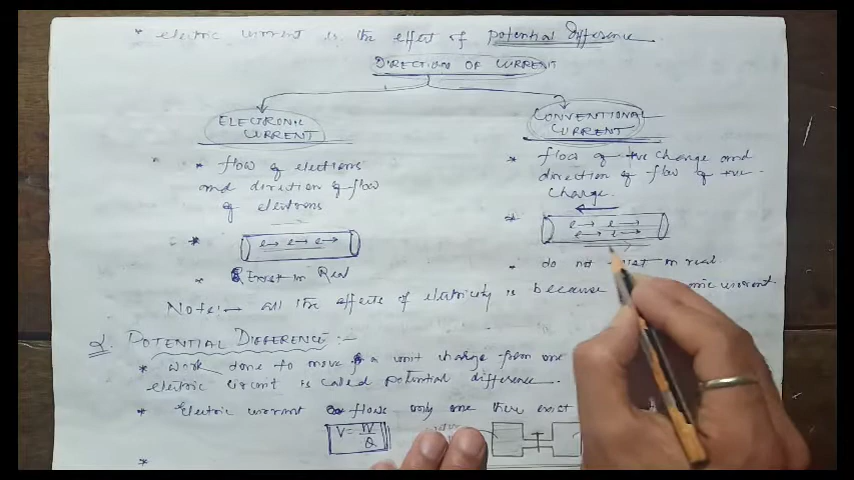 * electric current is the effect of potential difference
DIRECTION OF CURRENT
ELECTRONIC
CURRENT
* flow of electrons
and direction of flow
of electrons
* e→ e→ e→
* Exist in Real
CONVENTIONAL
CURRENT
* flow of +ve charge and
direction of flow of +ve
charge.
* e→ e→
e→ e→
* do not exist in real
Note:→ all the effects of electricity is because
2. POTENTIAL DIFFERENCE:-
* work done to move a unit charge from one
electric circuit is called potential difference.
* electric current flows only one there exist
V = W/Q
*